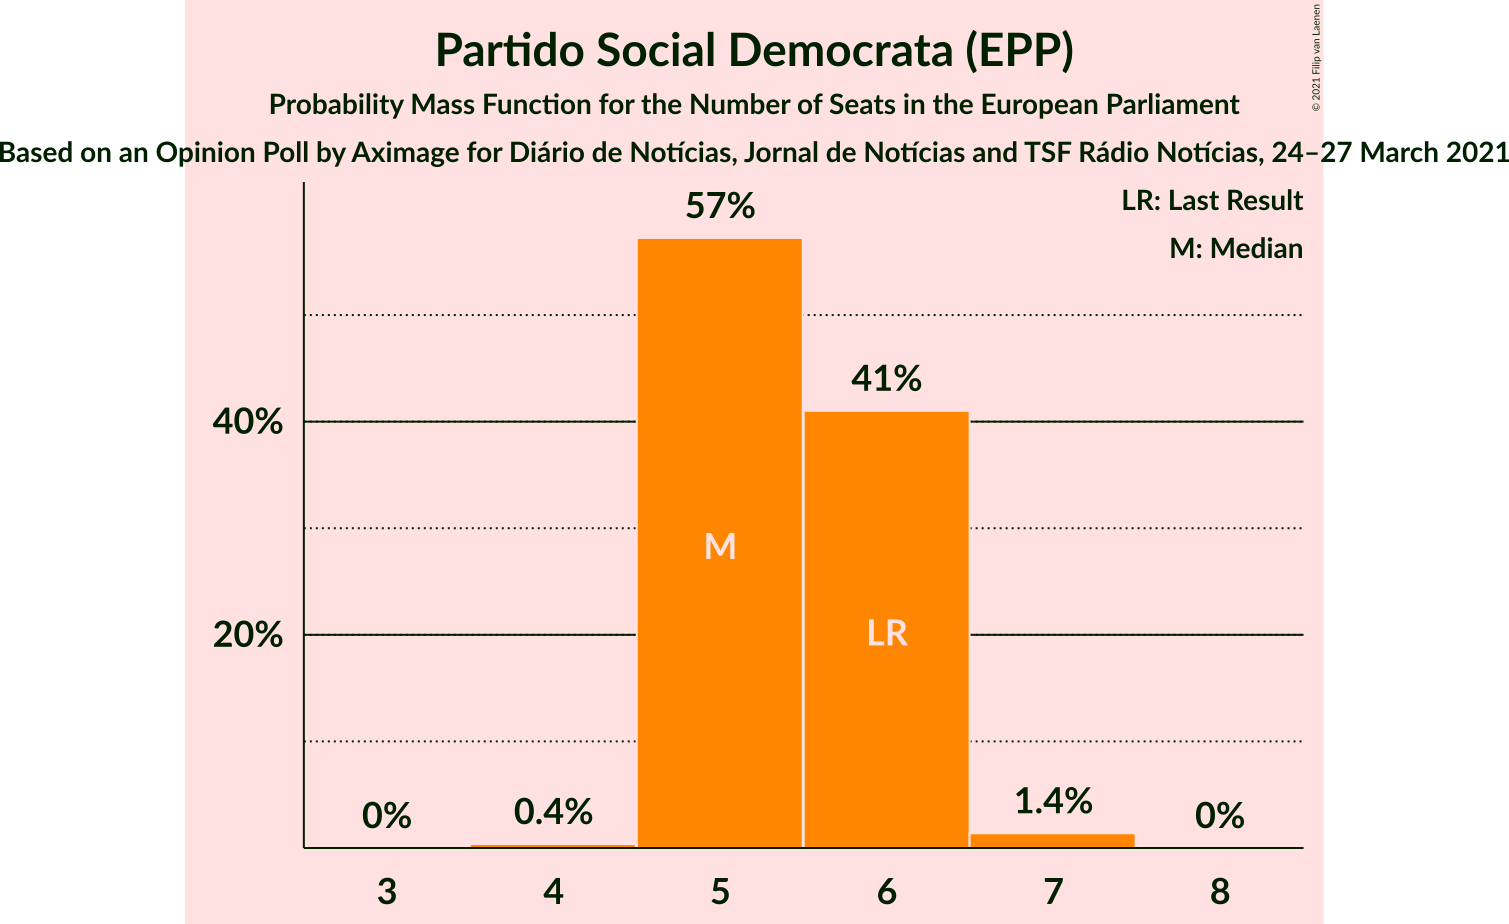 Partido Social Democrata (EPP)
Probability Mass Function for the Number of Seats in the European Parliament
Based on an Opinion Poll by Aximage for Diário de Notícias, Jornal de Notícias and TSF Rádio Notícias, 24–27 March 2021
© 2021 Filip van Laenen
LR: Last Result
M: Median
57%
41%
40%
M
LR
20%
0%
0.4%
1.4%
0%
3 4 5 6 7 8